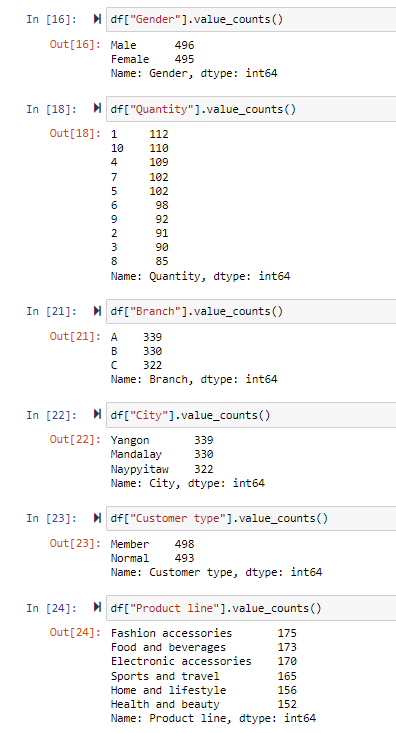 In [16]: df["Gender"].value_counts()
Out[16]: Male      496
Female    495
Name: Gender, dtype: int64
In [18]: df["Quantity"].value_counts()
Out[18]: 1     112
10    110
4     109
7     102
5     102
6      98
9      92
2      91
3      90
8      85
Name: Quantity, dtype: int64
In [21]: df["Branch"].value_counts()
Out[21]: A    339
B    330
C    322
Name: Branch, dtype: int64
In [22]: df["City"].value_counts()
Out[22]: Yangon       339
Mandalay     330
Naypyitaw    322
Name: City, dtype: int64
In [23]: df["Customer type"].value_counts()
Out[23]: Member    498
Normal    493
Name: Customer type, dtype: int64
In [24]: df["Product line"].value_counts()
Out[24]: Fashion accessories       175
Food and beverages        173
Electronic accessories    170
Sports and travel         165
Home and lifestyle        156
Health and beauty         152
Name: Product line, dtype: int64